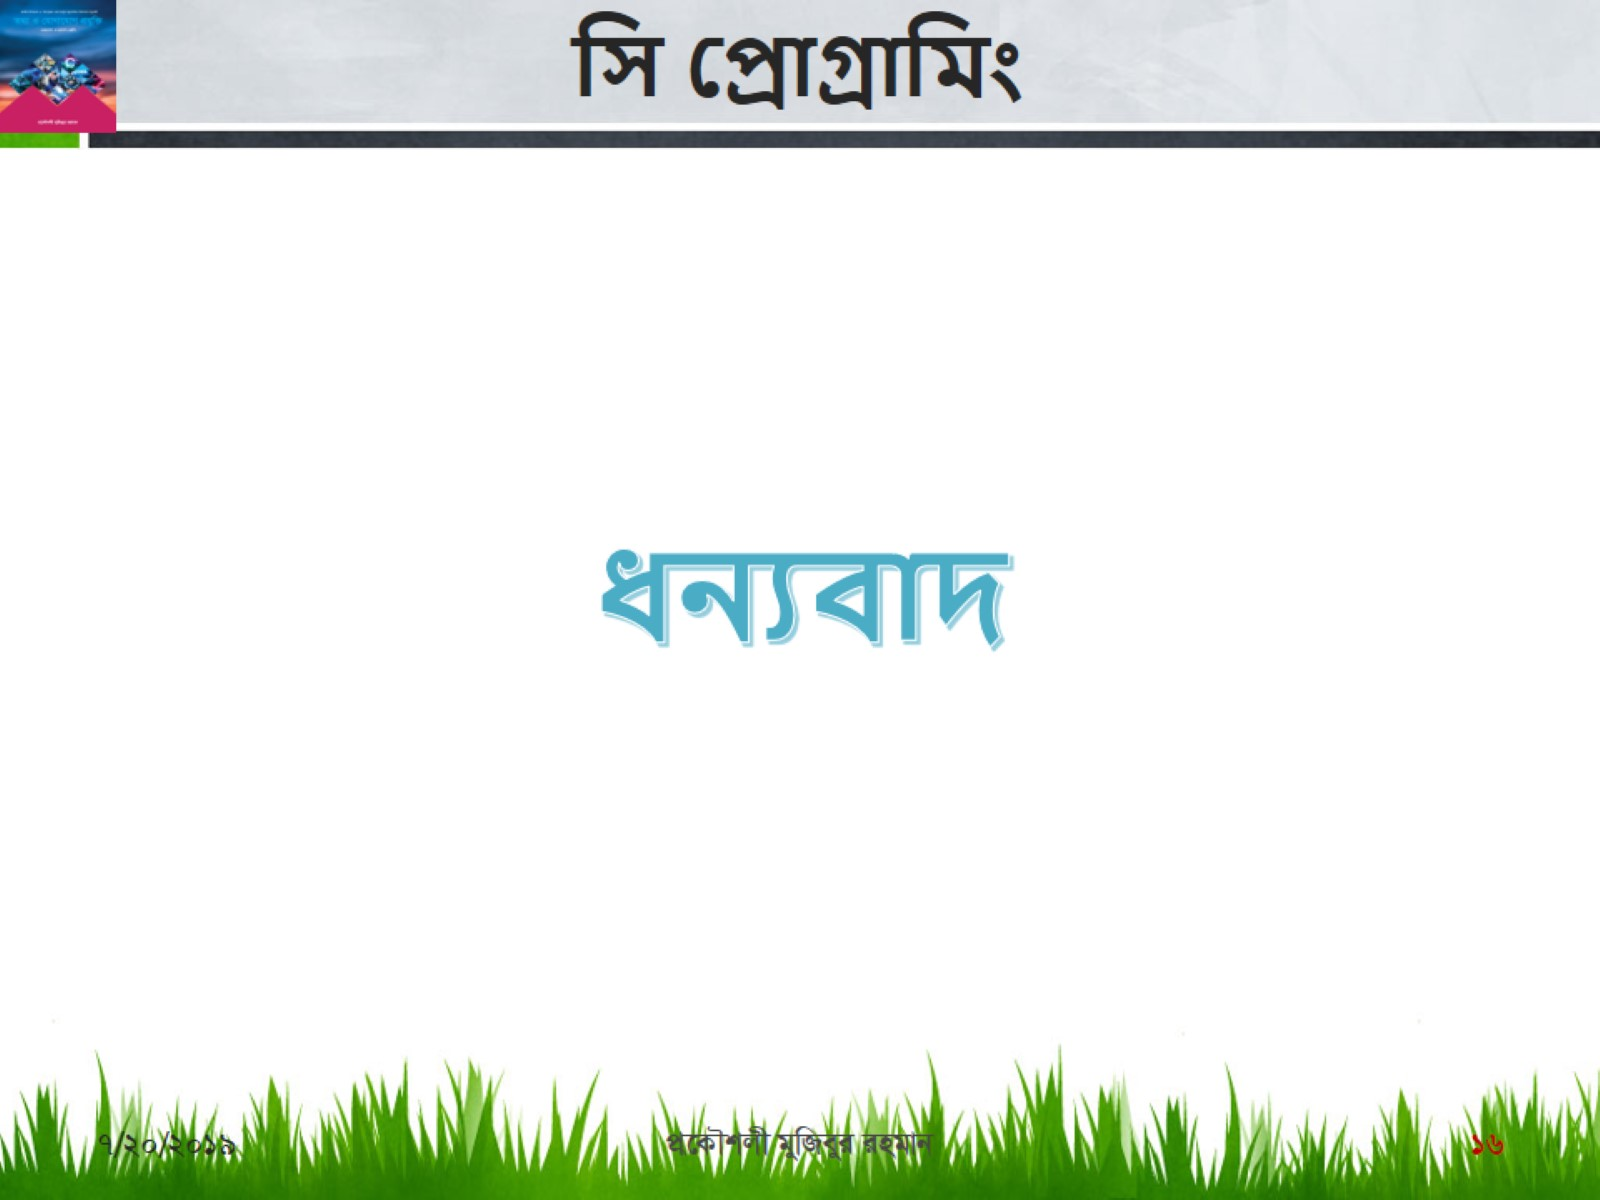 সি প্রোগ্রামিং
ধন্যবাদ
৭/২০/২০১৯
প্রকৌশলী মুজিবুর রহমান
১৬